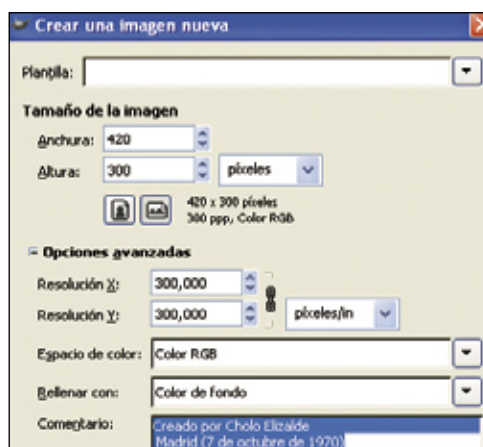 Crear una imagen nueva
Plantilla:
Tamaño de la imagen
Anchura: 420
Altura: 300 píxeles
420 x 300 píxeles
300 ppp, Color RGB
Opciones avanzadas
Resolución X: 300,000
Resolución Y: 300,000 píxeles/in
Espacio de color: Color RGB
Rellenar con: Color de fondo
Comentario: Creado por Cholo Elizalde
Madrid (7 de octubre de 1970)